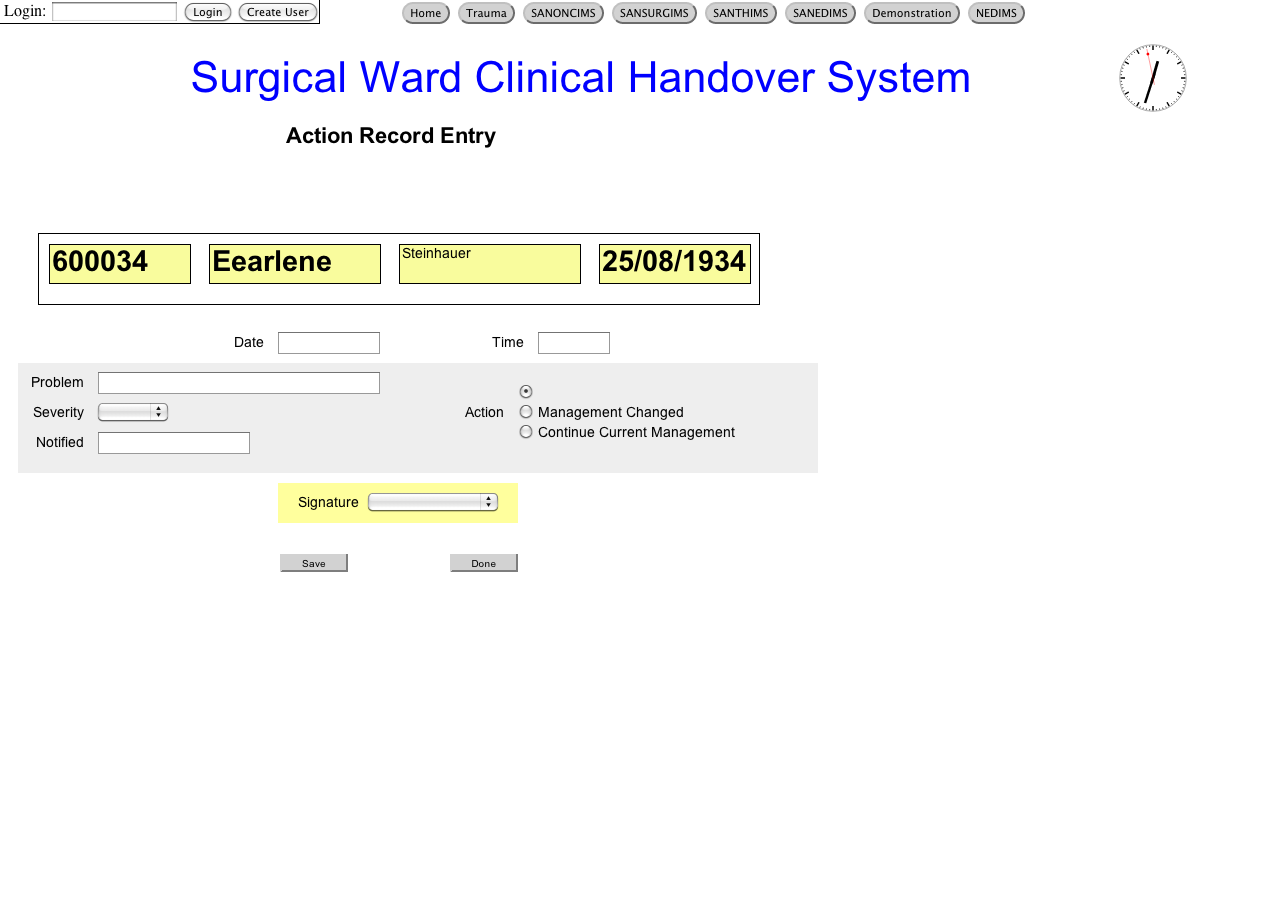 Login: Login Create User Home Trauma SANONCIMS SANSURGIMS SANTHIMS SANEDIMS Demonstration NEDIMS
Surgical Ward Clinical Handover System
Action Record Entry
600034 Eearlene Steinhauer 25/08/1934
Date Time
Problem
Severity Action Management Changed
Continue Current Management
Notified
Signature
Save Done